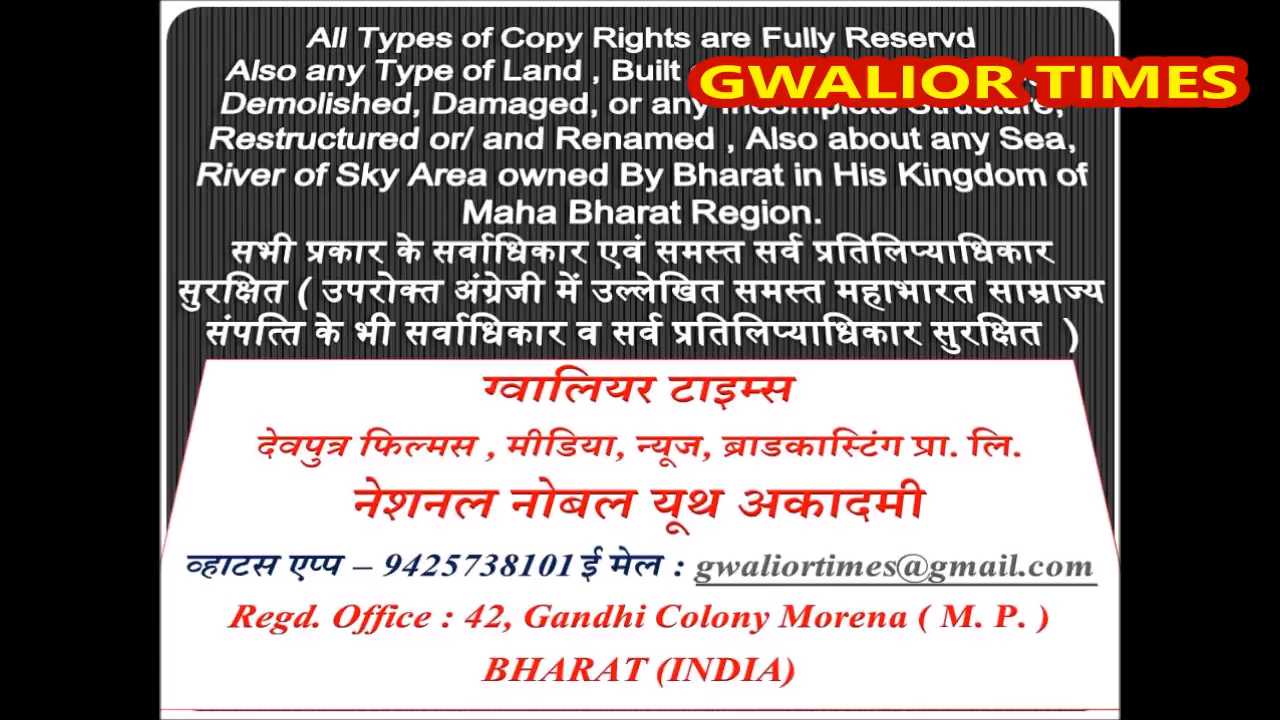 All Types of Copy Rights are Fully Reservd
Also any Type of Land , Built
GWALIOR TIMES
Demolished, Damaged, or any Incomplete Structure,
Restructured or/ and Renamed , Also about any Sea,
River of Sky Area owned By Bharat in His Kingdom of
Maha Bharat Region.
सभी प्रकार के सर्वाधिकार एवं समस्त सर्व प्रतिलिप्याधिकार
सुरक्षित ( उपरोक्त अंग्रेजी में उल्लेखित समस्त महाभारत साम्राज्य
संपत्ति के भी सर्वाधिकार व सर्व प्रतिलिप्याधिकार सुरक्षित )
ग्वालियर टाइम्स
देवपुत्र फिल्मस , मीडिया, न्यूज, ब्राडकास्टिंग प्रा. लि.
नेशनल नोबल यूथ अकादमी
व्हाटस एप्प – 9425738101 ई मेल : gwaliortimes@gmail.com
Regd. Office : 42, Gandhi Colony Morena ( M. P. )
BHARAT (INDIA)